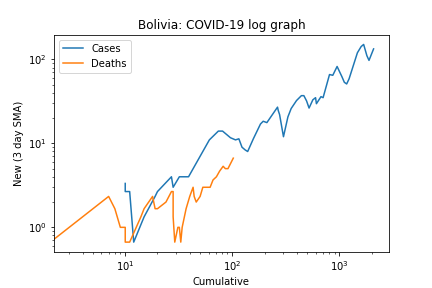 Bolivia: COVID-19 log graph
Cases
Deaths
New (3 day SMA)
10²
10¹
10⁰
10¹ 10² 10³
Cumulative